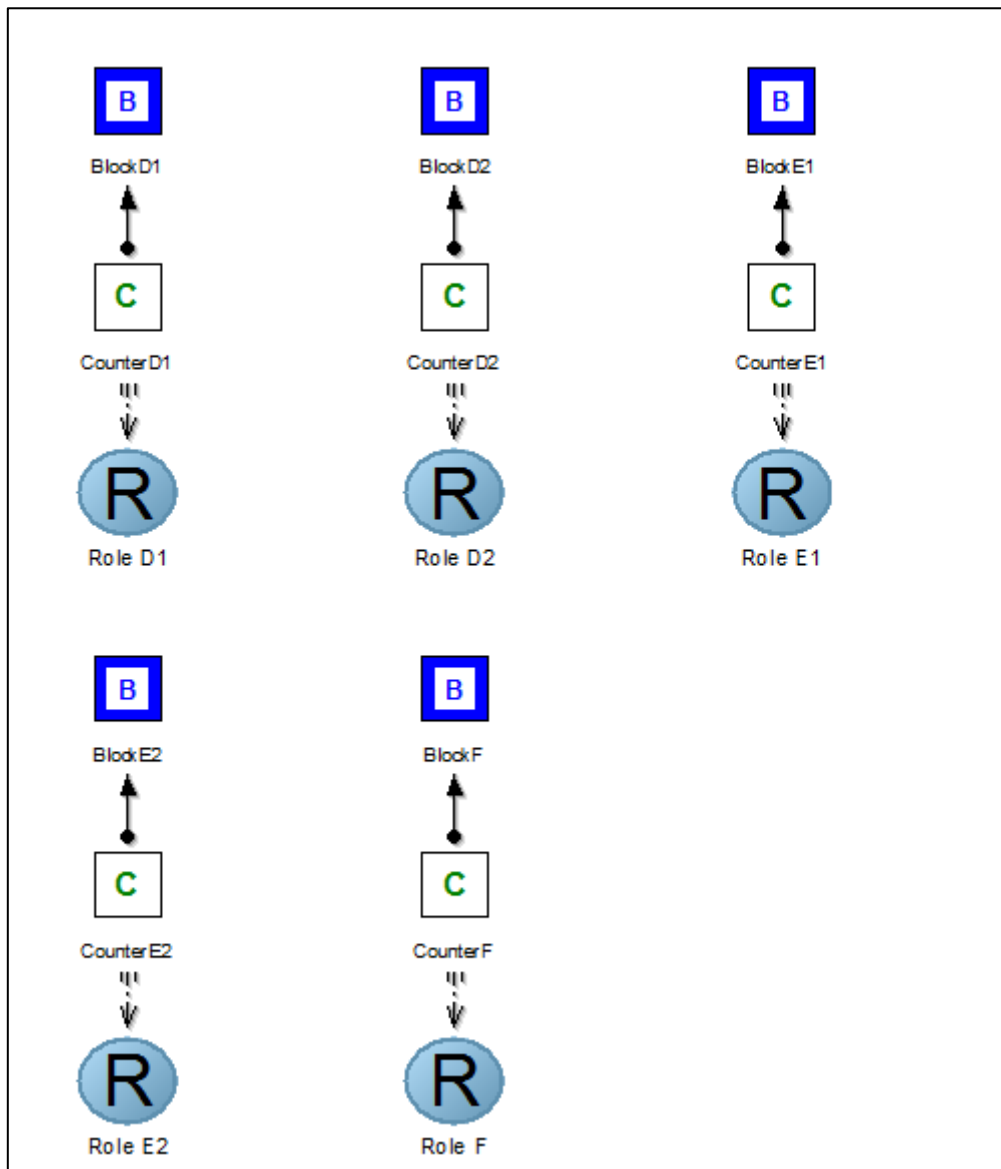 B B B
BlockD1 BlockD2 BlockE1
C C C
CounterD1 CounterD2 CounterE1
R R R
Role D1 Role D2 Role E1
B B
BlockE2 BlockF
C C
CounterE2 CounterF
R R
Role E2 Role F